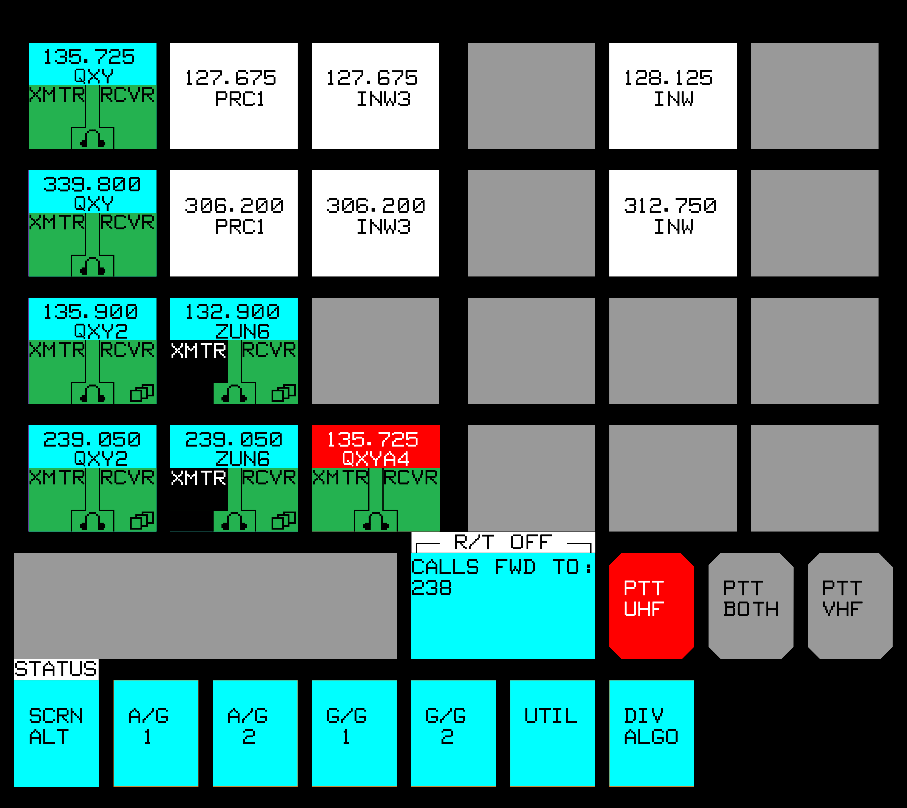 135.725
QXY
XMTR RCVR
127.675
PRC1
127.675
INW3
128.125
INW
339.800
QXY
XMTR RCVR
306.200
PRC1
306.200
INW3
312.750
INW
135.900
QXY2
XMTR RCVR
132.900
ZUN6
XMTR RCVR
239.050
QXY2
XMTR RCVR
239.050
ZUN6
XMTR RCVR
135.725
QXYA4
XMTR RCVR
R/T OFF
CALLS FWD TO:
238
PTT
UHF
PTT
BOTH
PTT
VHF
STATUS
SCRN
ALT
A/G
1
A/G
2
G/G
1
G/G
2
UTIL
DIV
ALGO